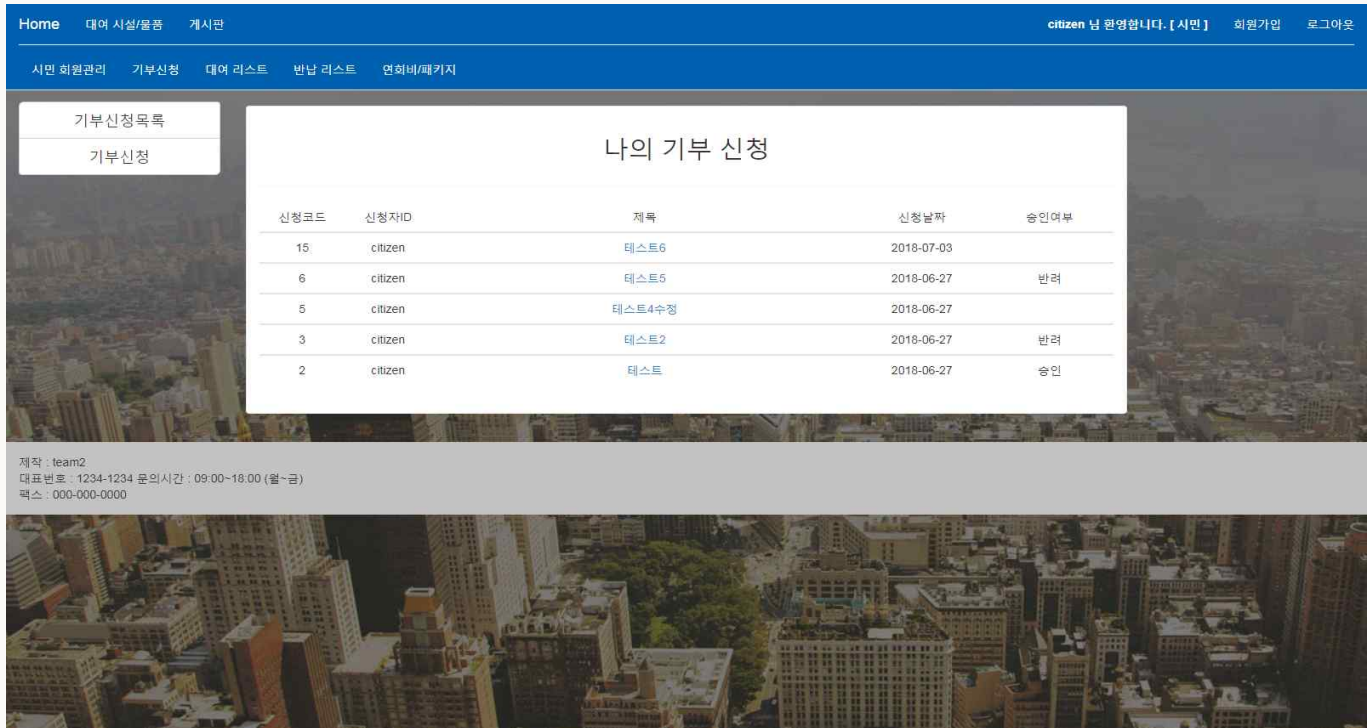 Home 대여 시설/물품 게시판 citizen 님 환영합니다. [ 시민 ] 회원가입 로그아웃
시민 회원관리 기부신청 대여 리스트 반납 리스트 연회비/패키지
기부신청목록
기부신청
나의 기부 신청
신청코드 신청자ID 제목 신청날짜 승인여부
15 citizen 테스트6 2018-07-03
6 citizen 테스트5 2018-06-27 반려
5 citizen 테스트4수정 2018-06-27
3 citizen 테스트2 2018-06-27 반려
2 citizen 테스트 2018-06-27 승인
제작 : team2
대표번호 : 1234-1234 문의시간 : 09:00~18:00 (월~금)
팩스 : 000-000-0000